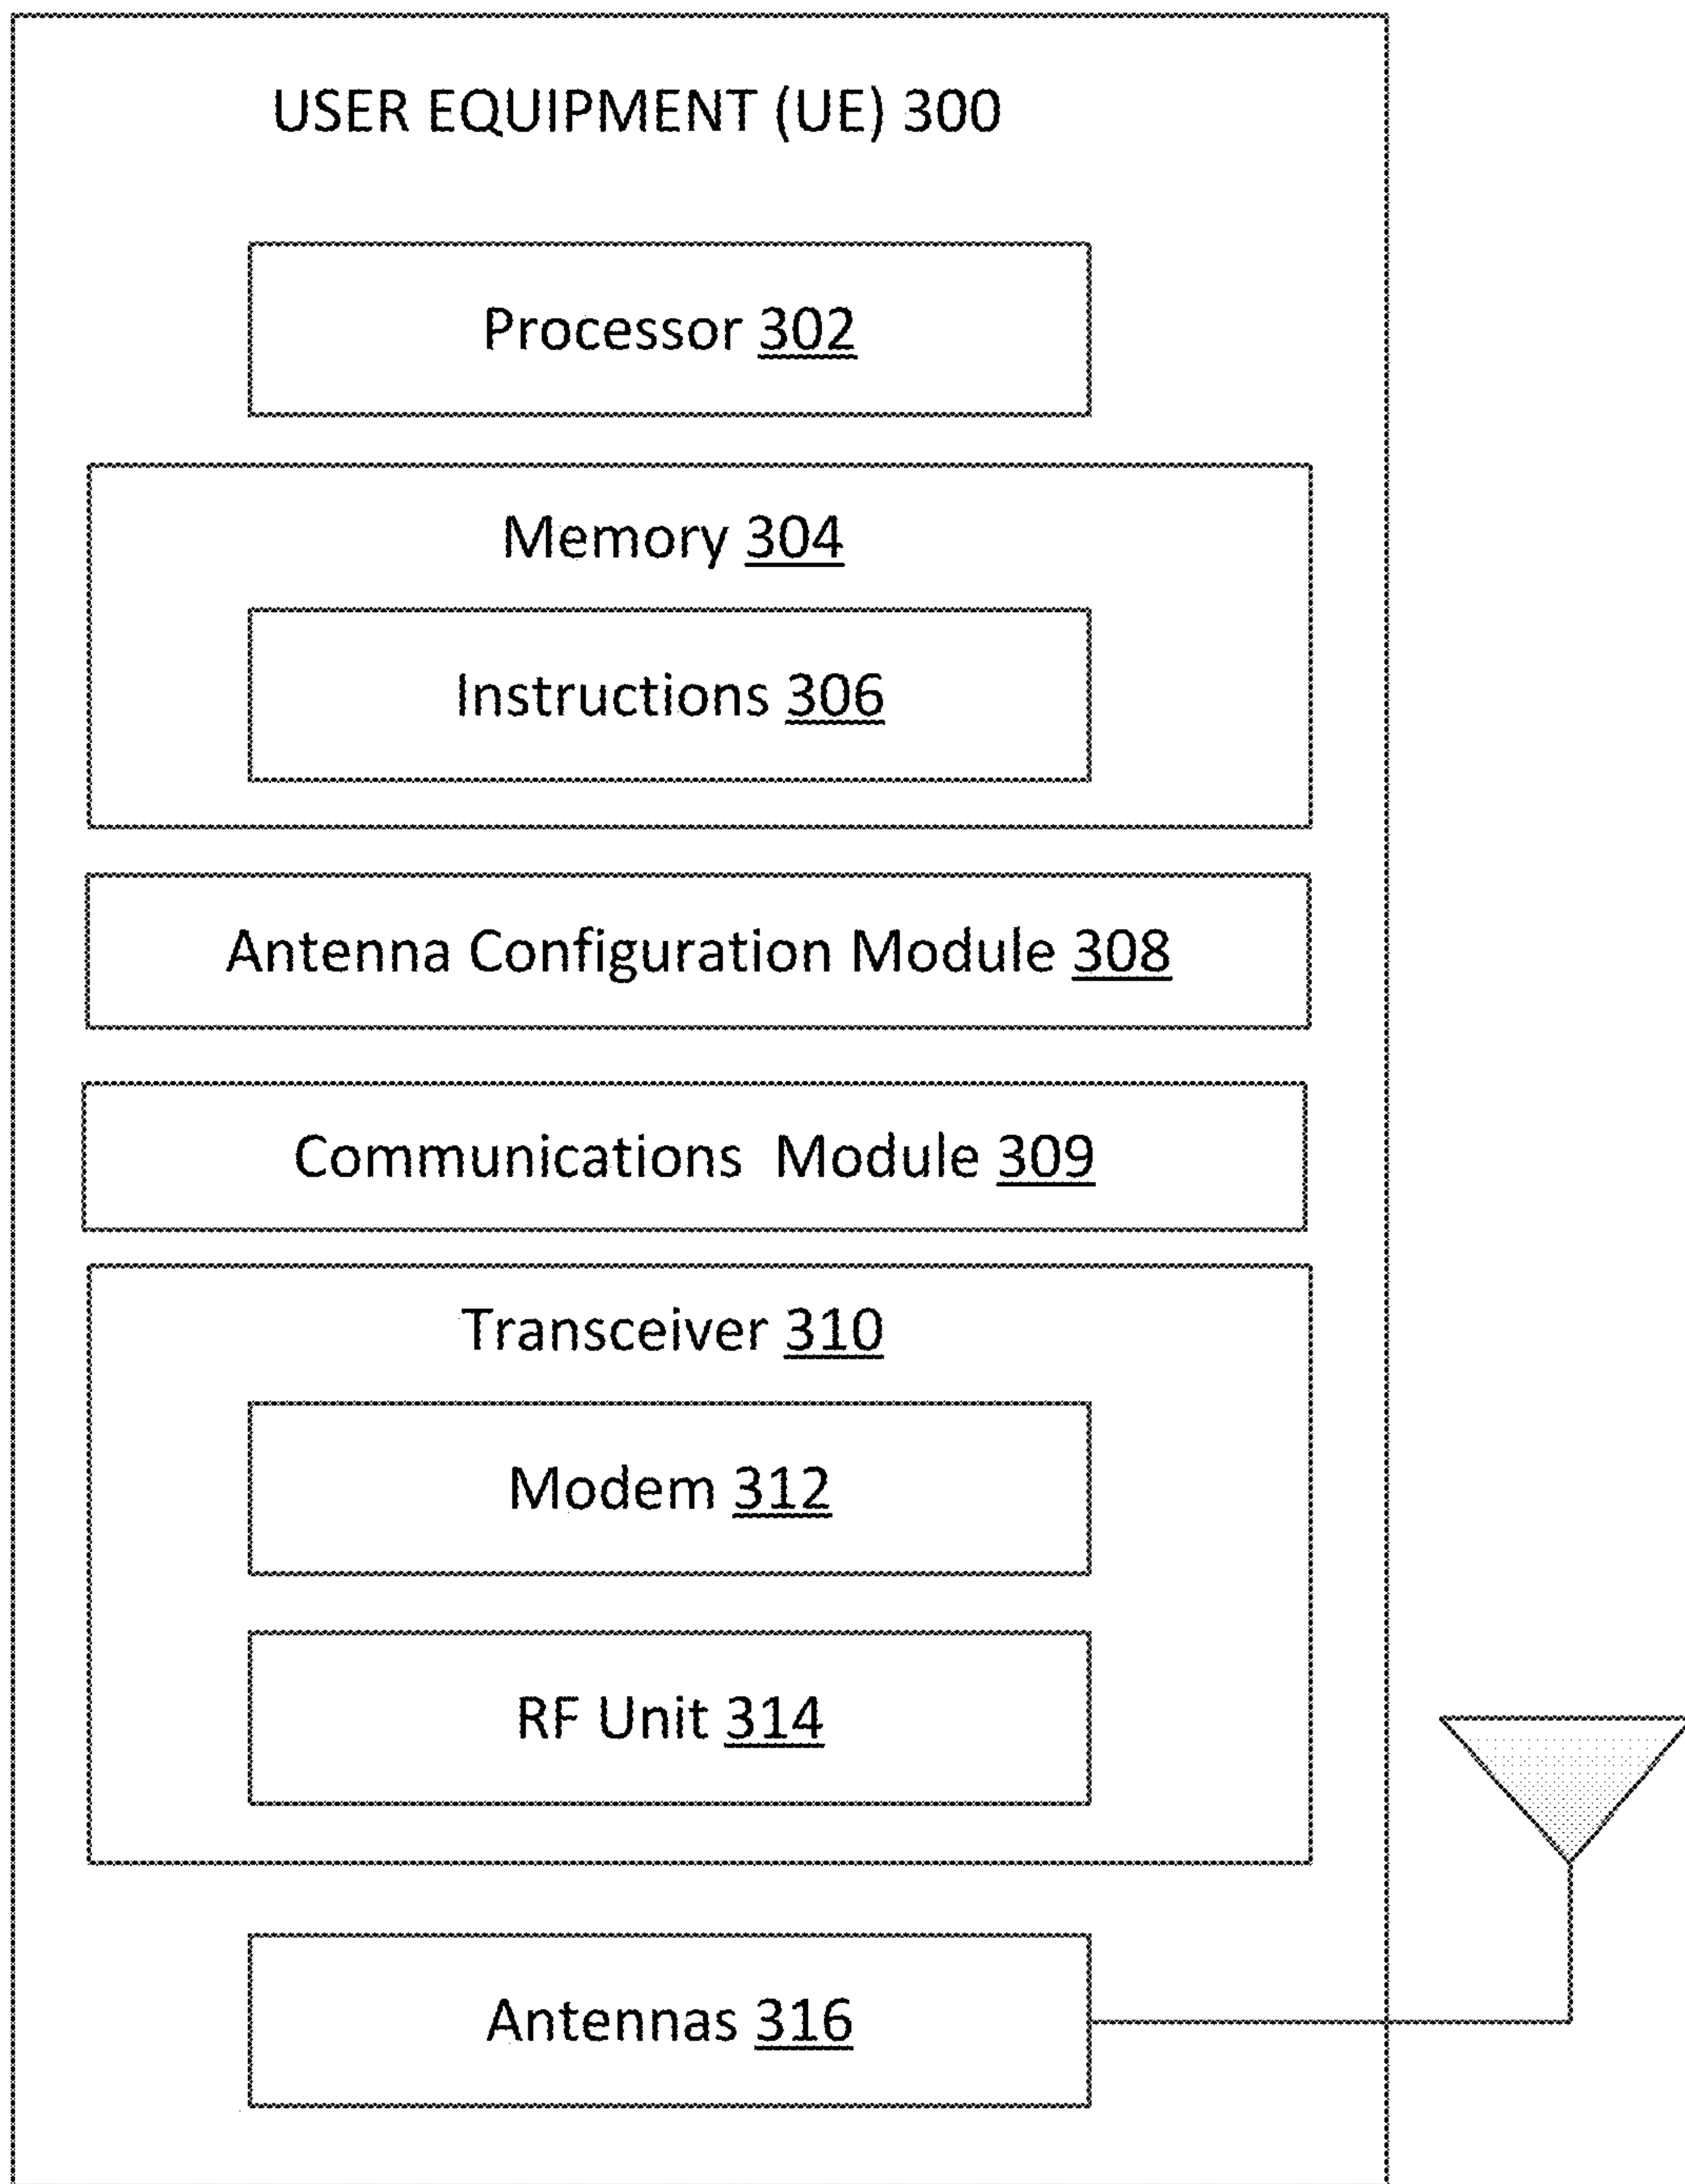 USER EQUIPMENT (UE) 300
Processor 302
Memory 304
Instructions 306
Antenna Configuration Module 308
Communications Module 309
Transceiver 310
Modem 312
RF Unit 314
Antennas 316